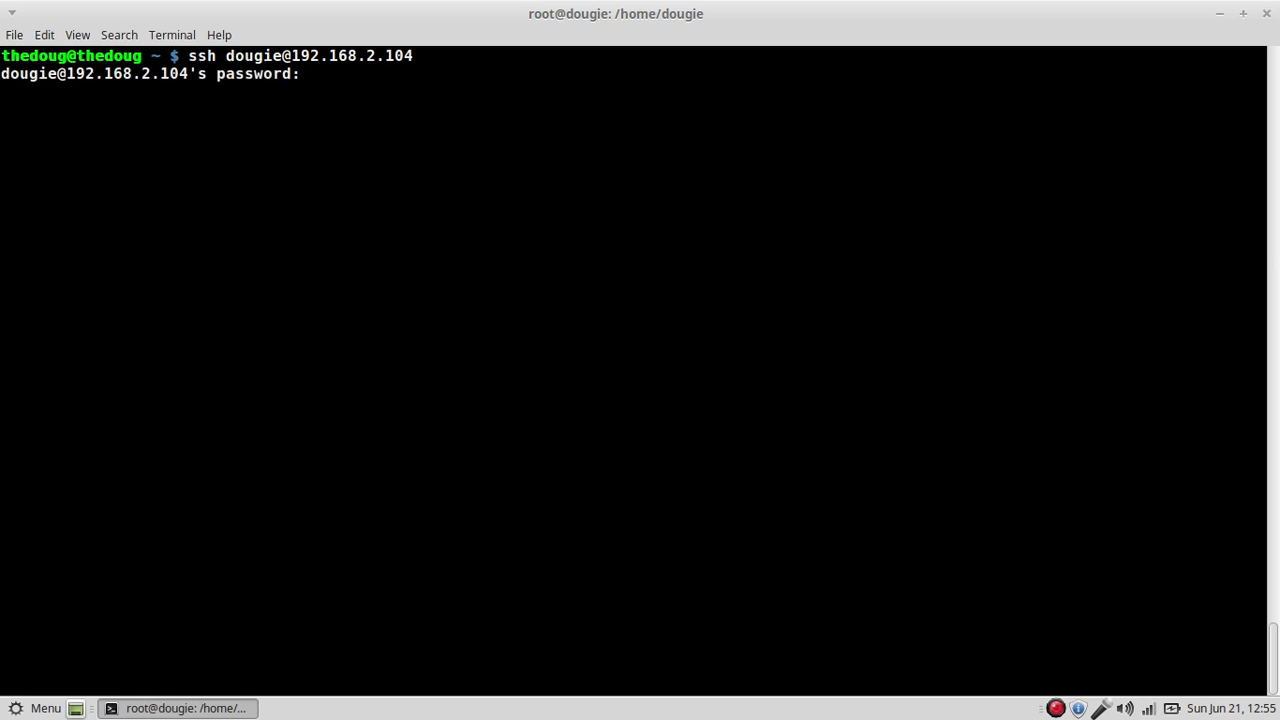 root@dougie: /home/dougie
File Edit View Search Terminal Help
thedoug@thedoug ~ $ ssh dougie@192.168.2.104
dougie@192.168.2.104's password:
Menu root@dougie: /home/... Sun Jun 21, 12:55